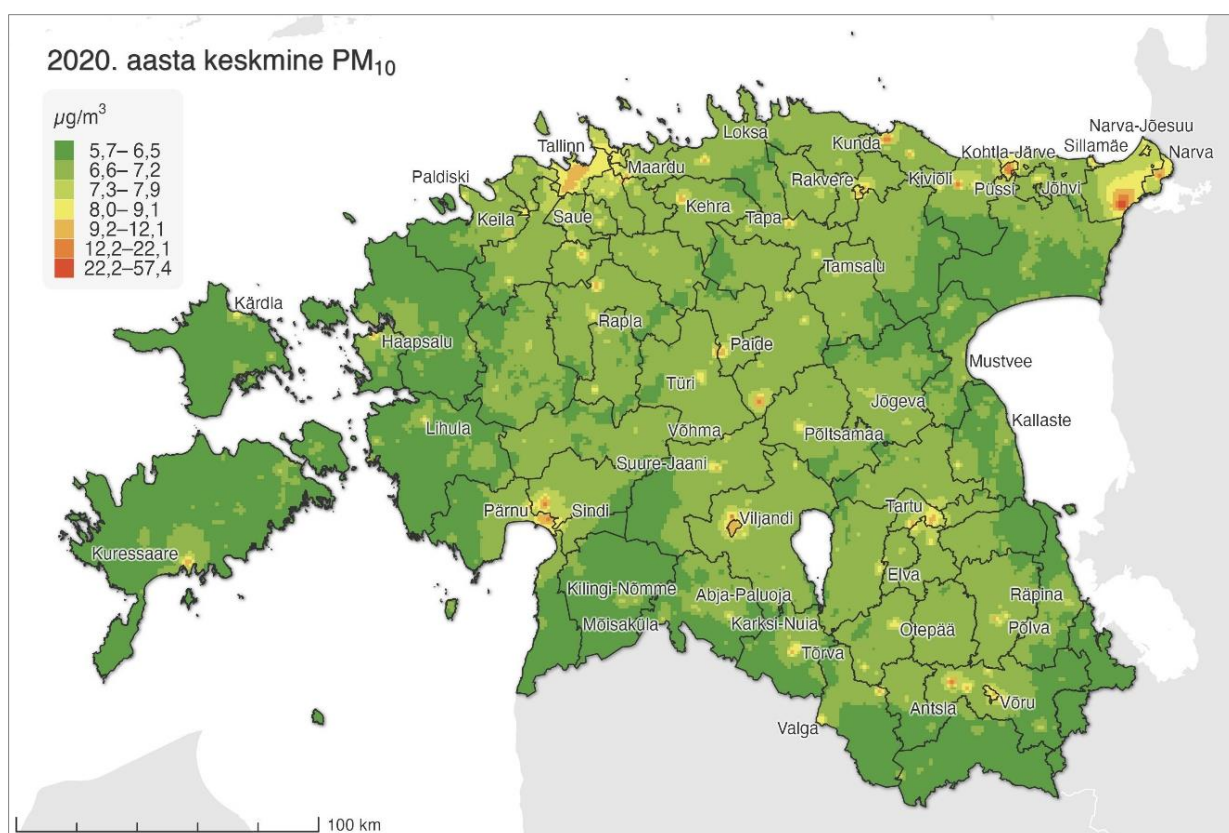 2020. aasta keskmine PM₁₀
µg/m³
5,7– 6,5
6,6– 7,2
7,3– 7,9
8,0– 9,1
9,2–12,1
12,2–22,1
22,2–57,4
Loksa
Narva-Jõesuu
Tallinn
Kunda
Kohtla-Järve
Sillamäe
Narva
Maardu
Paldiski
Rakvere
Kiviõli
Püssi
Jõhvi
Keila
Saue
Kehra
Tapa
Tamsalu
Kärdla
Rapla
Haapsalu
Paide
Mustvee
Türi
Jõgeva
Kallaste
Lihula
Võhma
Põltsamaa
Suure-Jaani
Pärnu
Sindi
Viljandi
Tartu
Kuressaare
Elva
Kilingi-Nõmme
Abja-Paluoja
Räpina
Mõisaküla
Karksi-Nuia
Otepää
Põlva
Tõrva
Antsla
Võru
Valga
100 km